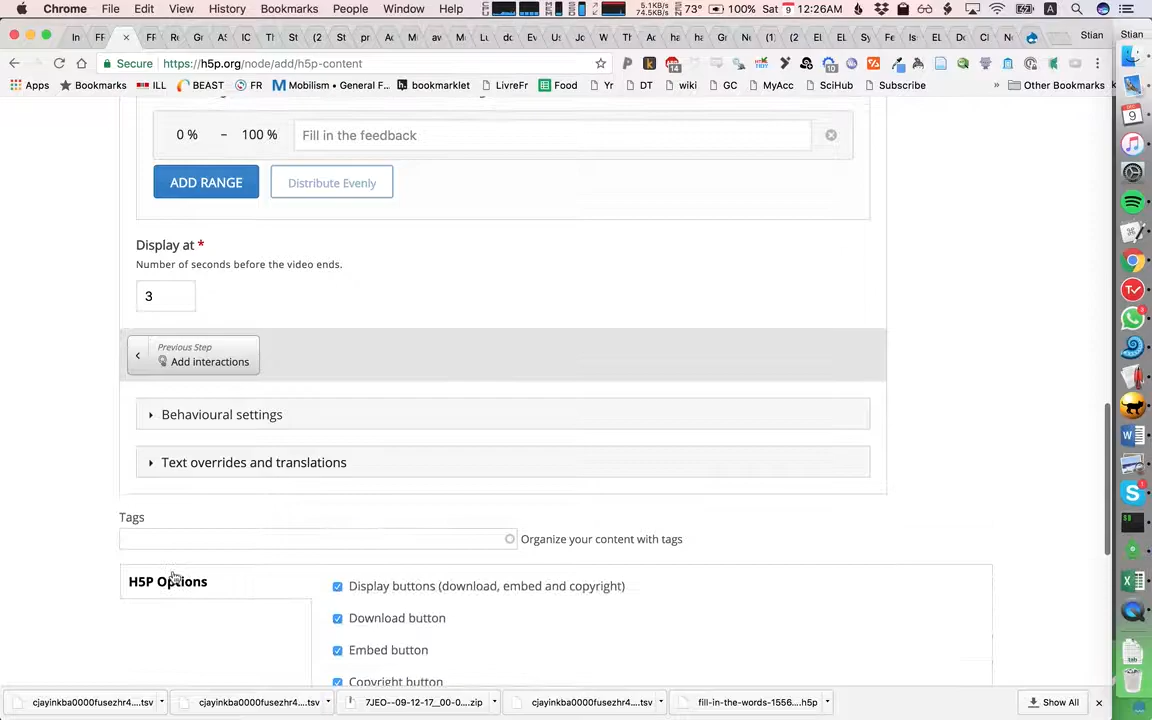 Chrome File Edit View History Bookmarks People Window Help 5.1KB/s 74.5KB/s 73° 100% Sat 9 12:26AM
Stian Stian
Secure https://h5p.org/node/add/h5p-content
Apps Bookmarks ILL BEAST FR Mobilism - General F... bookmarklet LiveFr Food Yr DT wiki GC MyAcc SciHub Subscribe » Other Bookmarks
0 % – 100 % Fill in the feedback
ADD RANGE Distribute Evenly
Display at *
Number of seconds before the video ends.
3
Previous Step
Add interactions
Behavioural settings
Text overrides and translations
Tags
Organize your content with tags
H5P Options
Display buttons (download, embed and copyright)
Download button
Embed button
Copyright button
cjayinkba0000fusezhr4....tsv cjayinkba0000fusezhr4....tsv 7JEO--09-12-17__00-0....zip cjayinkba0000fusezhr4....tsv fill-in-the-words-1556....h5p Show All